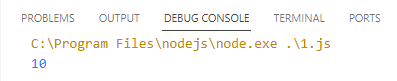 PROBLEMS OUTPUT DEBUG CONSOLE TERMINAL PORTS
C:\Program Files\nodejs\node.exe .\1.js
10